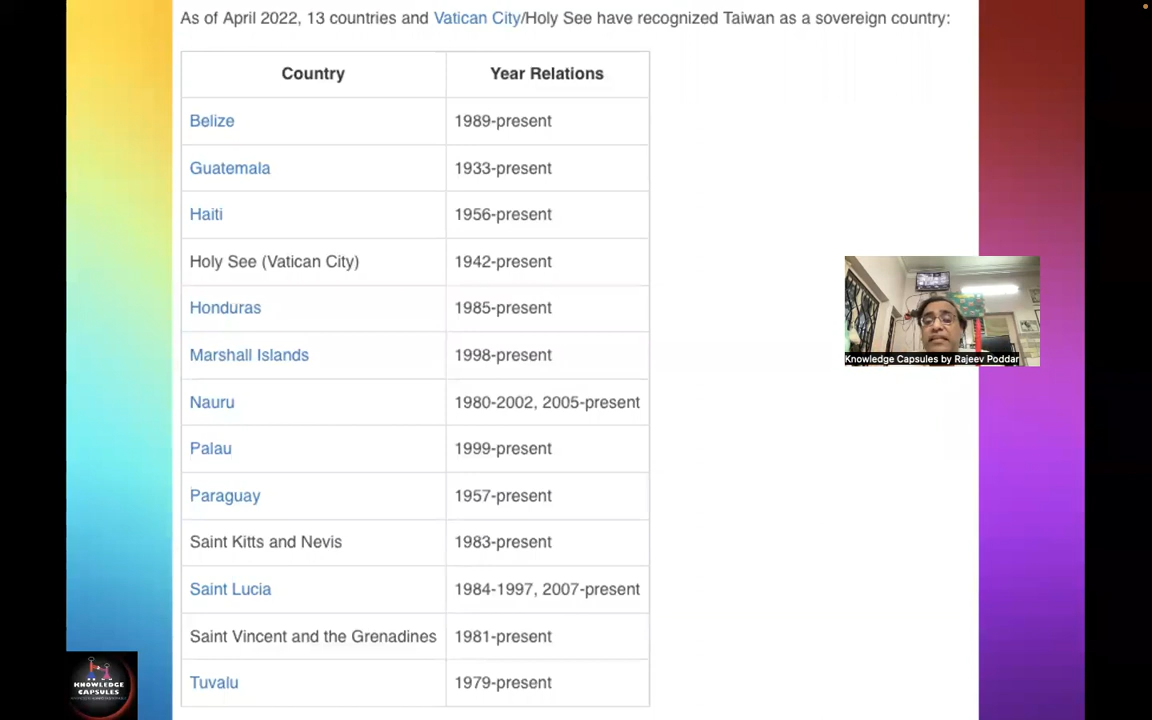 As of April 2022, 13 countries and Vatican City/Holy See have recognized Taiwan as a sovereign country:
Country Year Relations
Belize 1989-present
Guatemala 1933-present
Haiti 1956-present
Holy See (Vatican City) 1942-present
Honduras 1985-present
Marshall Islands 1998-present
Nauru 1980-2002, 2005-present
Palau 1999-present
Paraguay 1957-present
Saint Kitts and Nevis 1983-present
Saint Lucia 1984-1997, 2007-present
Saint Vincent and the Grenadines 1981-present
Tuvalu 1979-present
Knowledge Capsules by Rajeev Poddar
KNOWLEDGE
CAPSULES